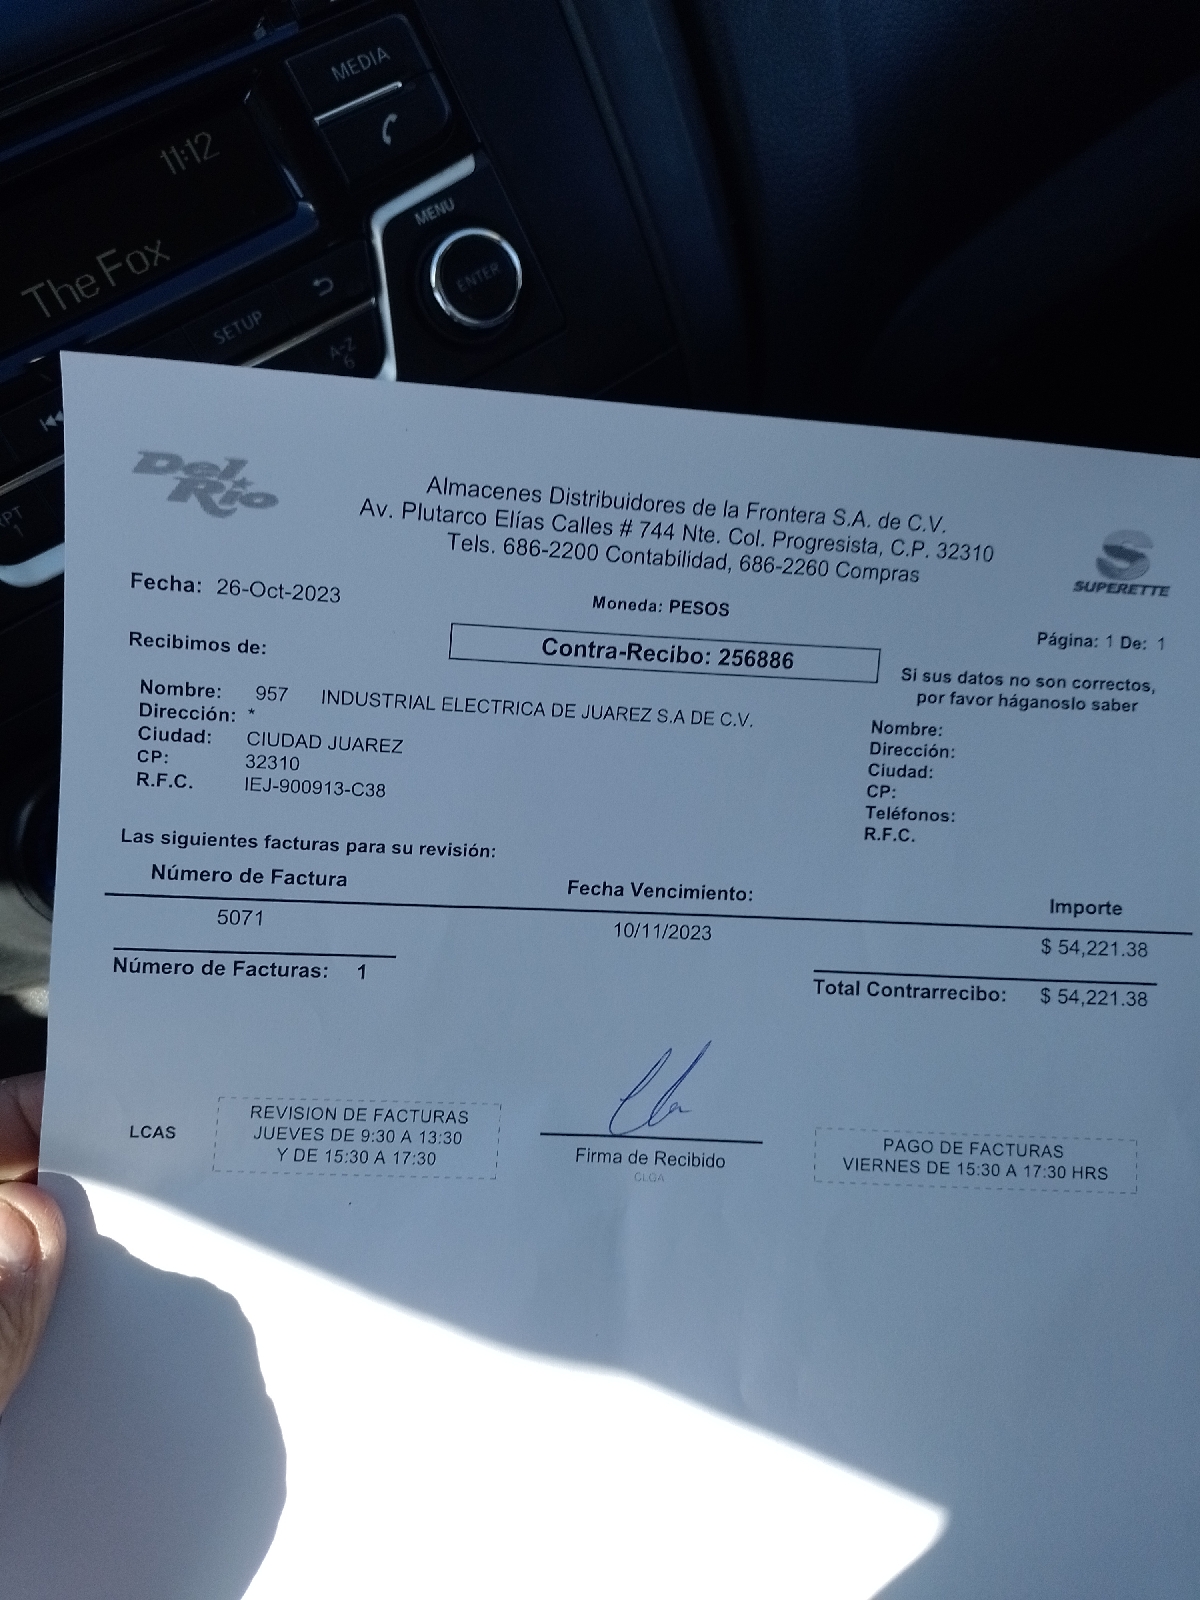 MEDIA
11:12
MENU
The Fox
ENTER
SETUP
A-Z
6
RPT
1
Del Rio
Almacenes Distribuidores de la Frontera S.A. de C.V.
Av. Plutarco Elías Calles # 744 Nte. Col. Progresista, C.P. 32310
Tels. 686-2200 Contabilidad, 686-2260 Compras
SUPERETTE
Fecha: 26-Oct-2023
Moneda: PESOS
Página: 1 De: 1
Recibimos de:
Contra-Recibo: 256886
Si sus datos no son correctos,
por favor háganoslo saber
Nombre: 957 INDUSTRIAL ELECTRICA DE JUAREZ S.A DE C.V.
Dirección: *
Ciudad: CIUDAD JUAREZ
CP: 32310
R.F.C. IEJ-900913-C38
Nombre:
Dirección:
Ciudad:
CP:
Teléfonos:
R.F.C.
Las siguientes facturas para su revisión:
Número de Factura Fecha Vencimiento: Importe
5071 10/11/2023 $ 54,221.38
Número de Facturas: 1
Total Contrarrecibo: $ 54,221.38
LCAS
REVISION DE FACTURAS
JUEVES DE 9:30 A 13:30
Y DE 15:30 A 17:30
Firma de Recibido
PAGO DE FACTURAS
VIERNES DE 15:30 A 17:30 HRS